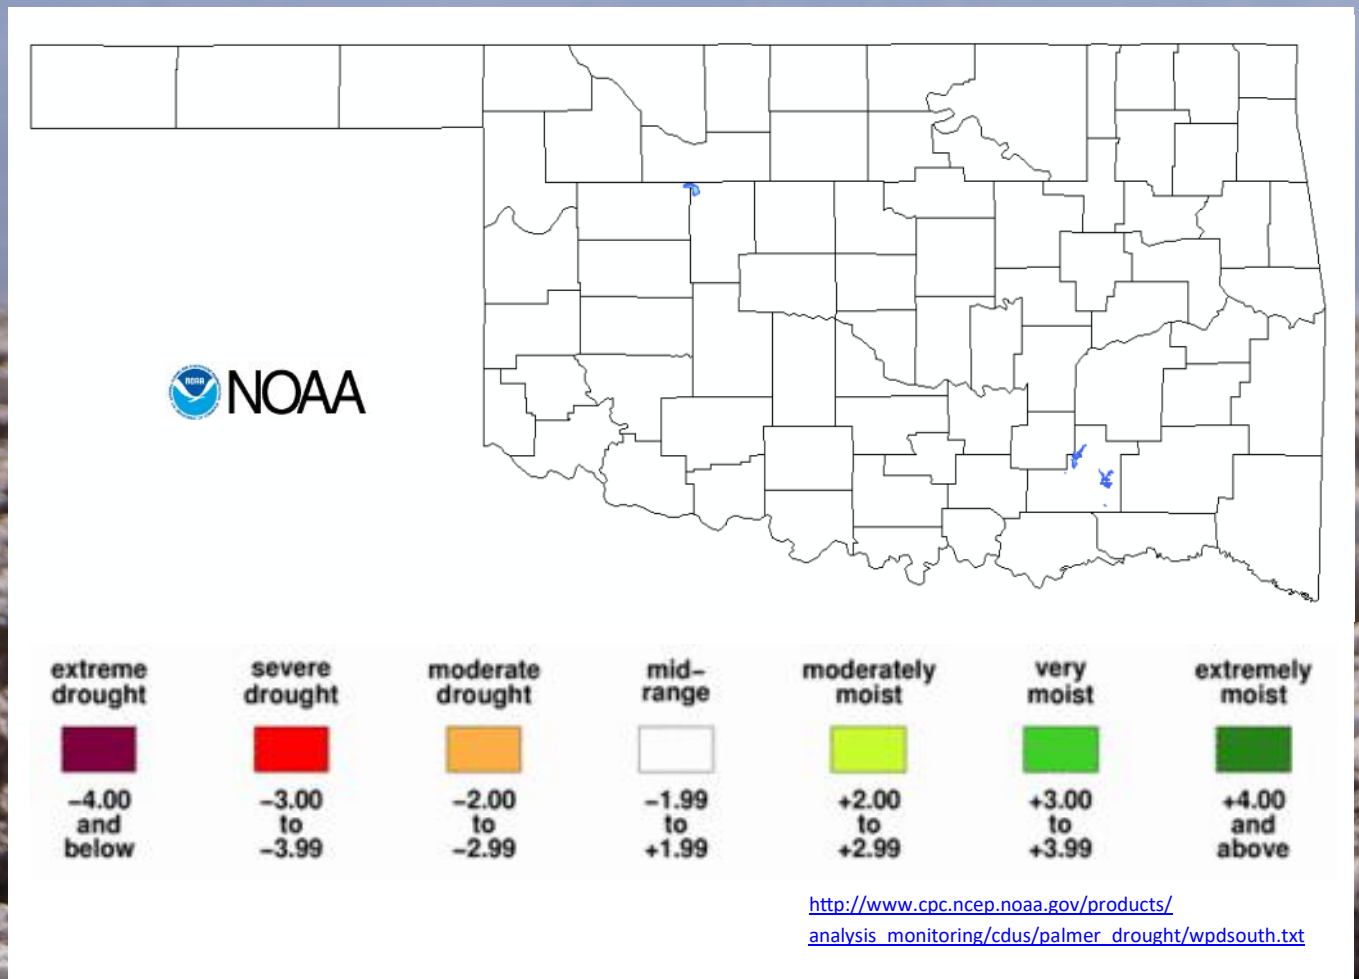 NOAA
NOAA
extreme
drought
severe
drought
moderate
drought
mid–
range
moderately
moist
very
moist
extremely
moist
–4.00
and
below
–3.00
to
–3.99
–2.00
to
–2.99
–1.99
to
+1.99
+2.00
to
+2.99
+3.00
to
+3.99
+4.00
and
above
http://www.cpc.ncep.noaa.gov/products/
analysis_monitoring/cdus/palmer_drought/wpdsouth.txt